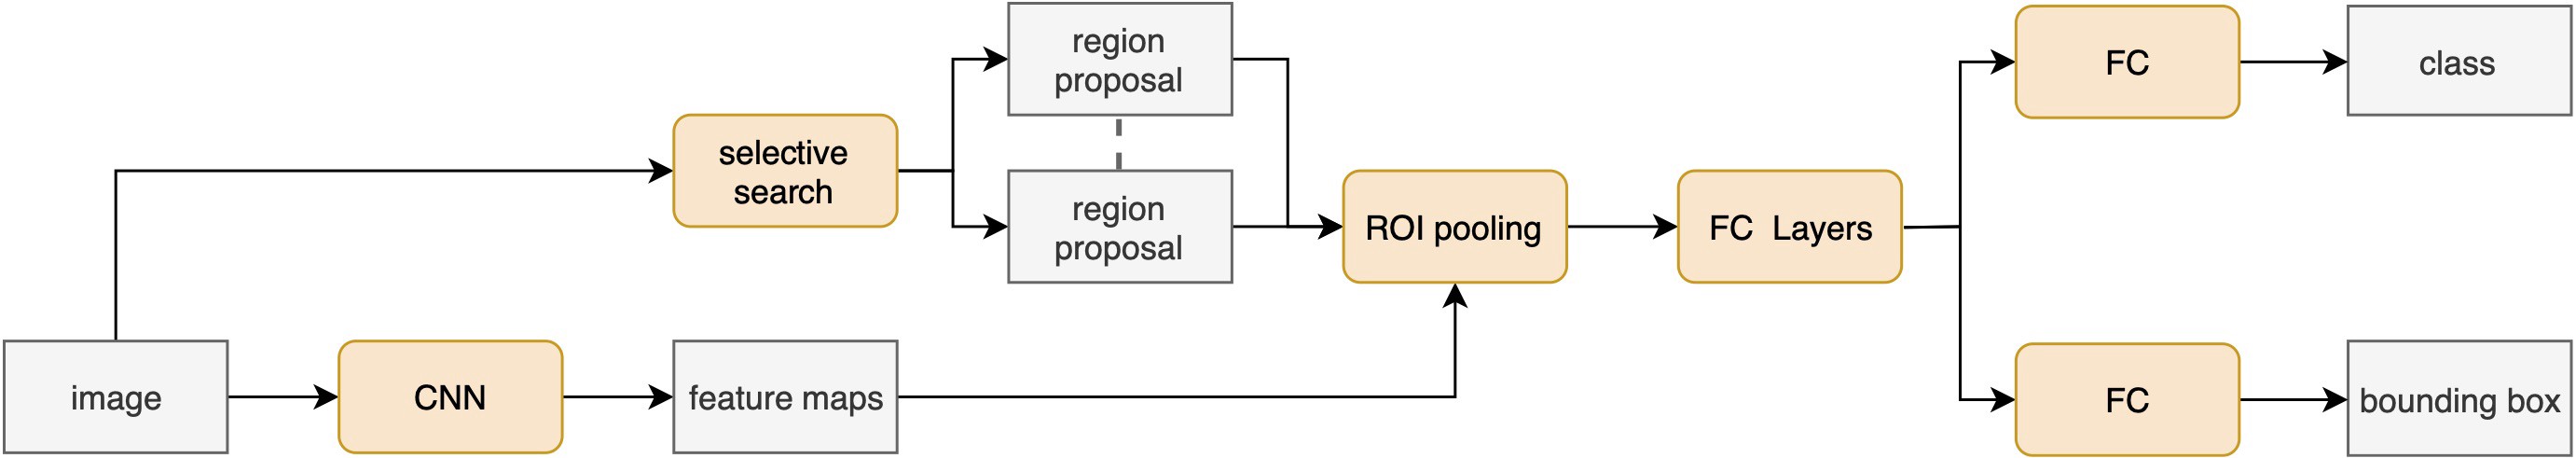 region
proposal
FC
class
selective
search
region
proposal
ROI pooling
FC Layers
image
CNN
feature maps
FC
bounding box